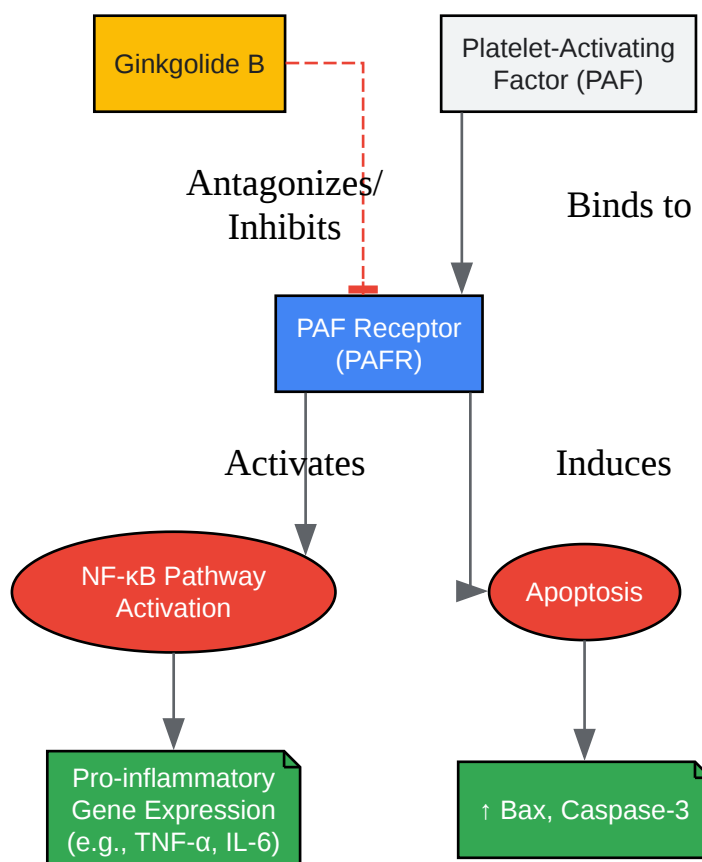 Ginkgolide B
Platelet-Activating
Factor (PAF)
Antagonizes/
Inhibits
Binds to
PAF Receptor
(PAFR)
Activates
Induces
NF-κB Pathway
Activation
Apoptosis
Pro-inflammatory
Gene Expression
(e.g., TNF-α, IL-6)
↑ Bax, Caspase-3